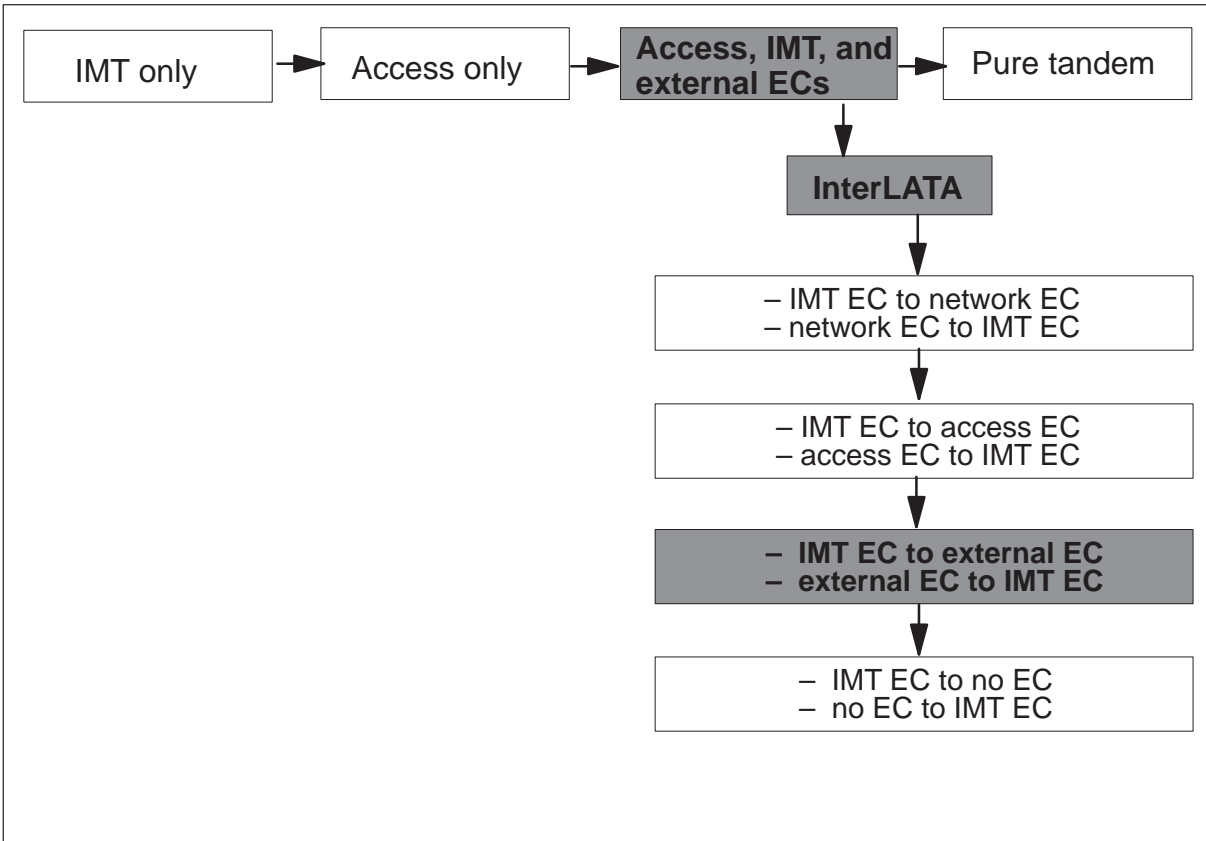 IMT only
Access only
Access, IMT, and
external ECs
Pure tandem
InterLATA
– IMT EC to network EC
– network EC to IMT EC
– IMT EC to access EC
– access EC to IMT EC
– IMT EC to external EC
– external EC to IMT EC
– IMT EC to no EC
– no EC to IMT EC